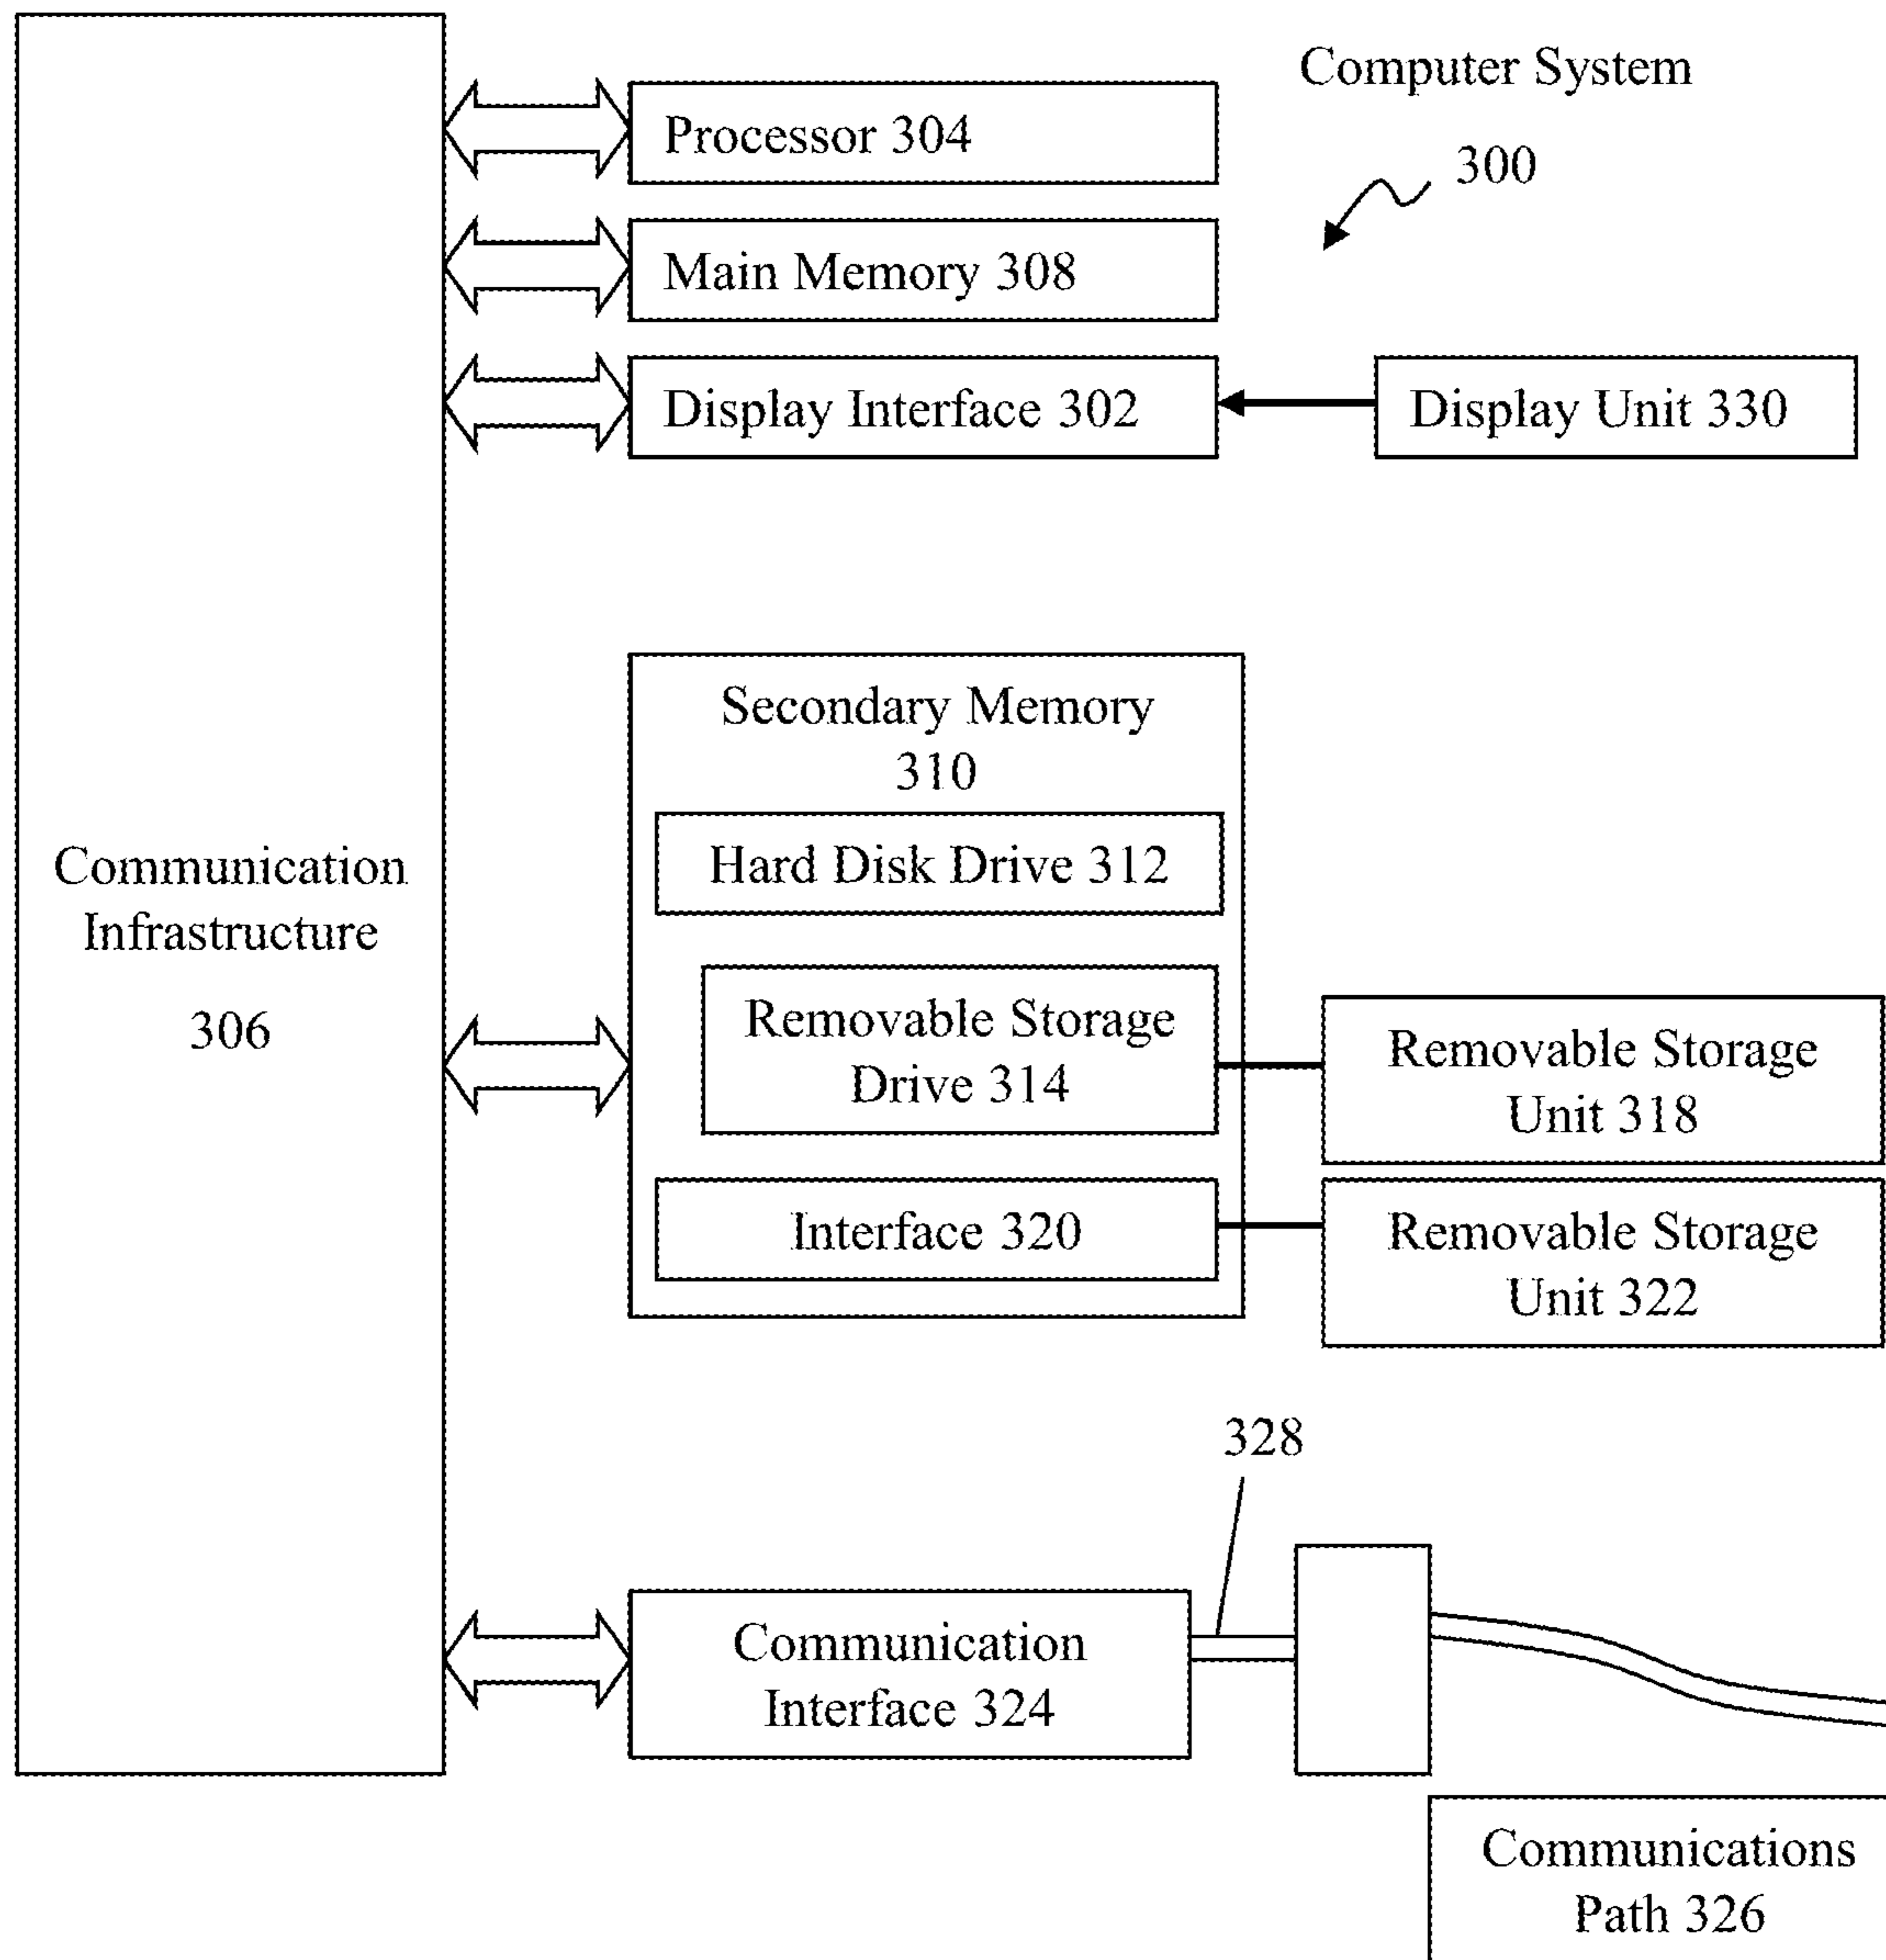 Computer System
300
Processor 304
Main Memory 308
Display Interface 302
Display Unit 330
Secondary Memory
310
Hard Disk Drive 312
Communication
Infrastructure
306
Removable Storage
Drive 314
Removable Storage
Unit 318
Interface 320
Removable Storage
Unit 322
328
Communication
Interface 324
Communications
Path 326